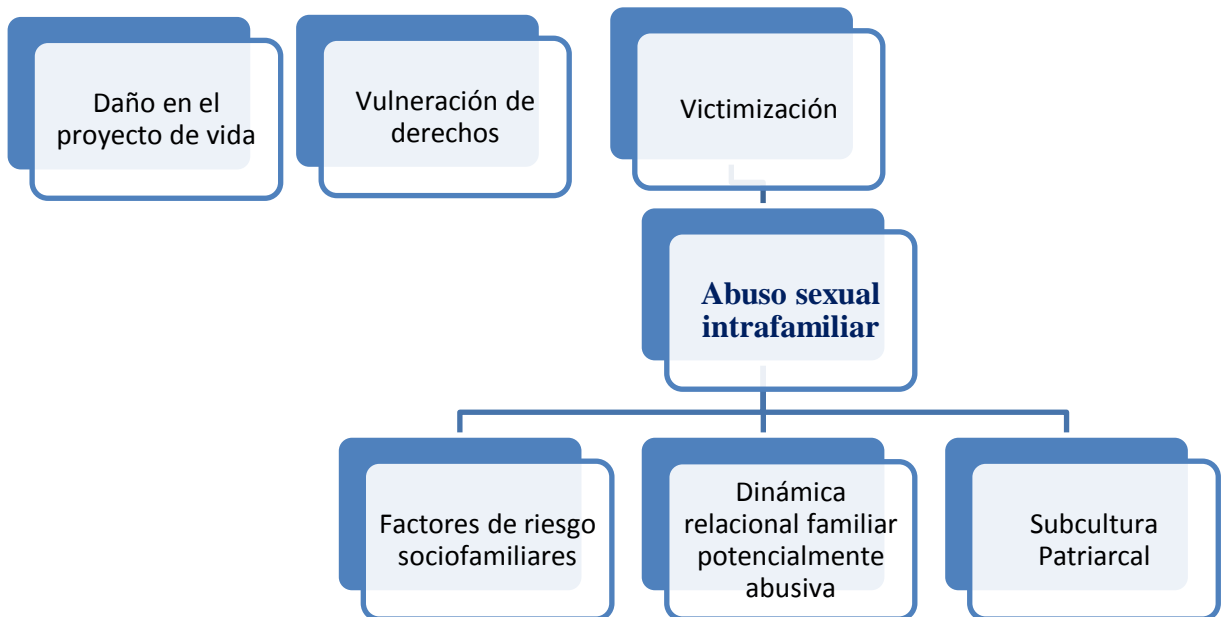 Daño en el
proyecto de vida
Vulneración de
derechos
Victimización
Abuso sexual
intrafamiliar
Factores de riesgo
sociofamiliares
Dinámica
relacional familiar
potencialmente
abusiva
Subcultura
Patriarcal